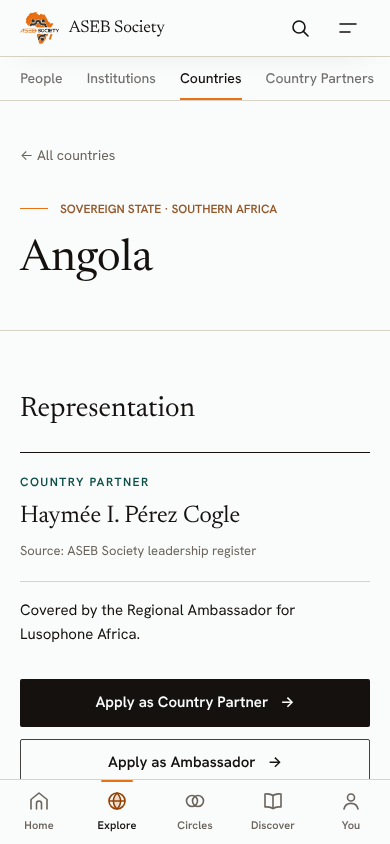 ASEB SOCIETY
ASEB Society
People
Institutions
Countries
Country Partners
← All countries
SOVEREIGN STATE · SOUTHERN AFRICA
Angola
Representation
COUNTRY PARTNER
Haymée I. Pérez Cogle
Source: ASEB Society leadership register
Covered by the Regional Ambassador for
Lusophone Africa.
Apply as Country Partner →
Apply as Ambassador →
Home
Explore
Circles
Discover
You